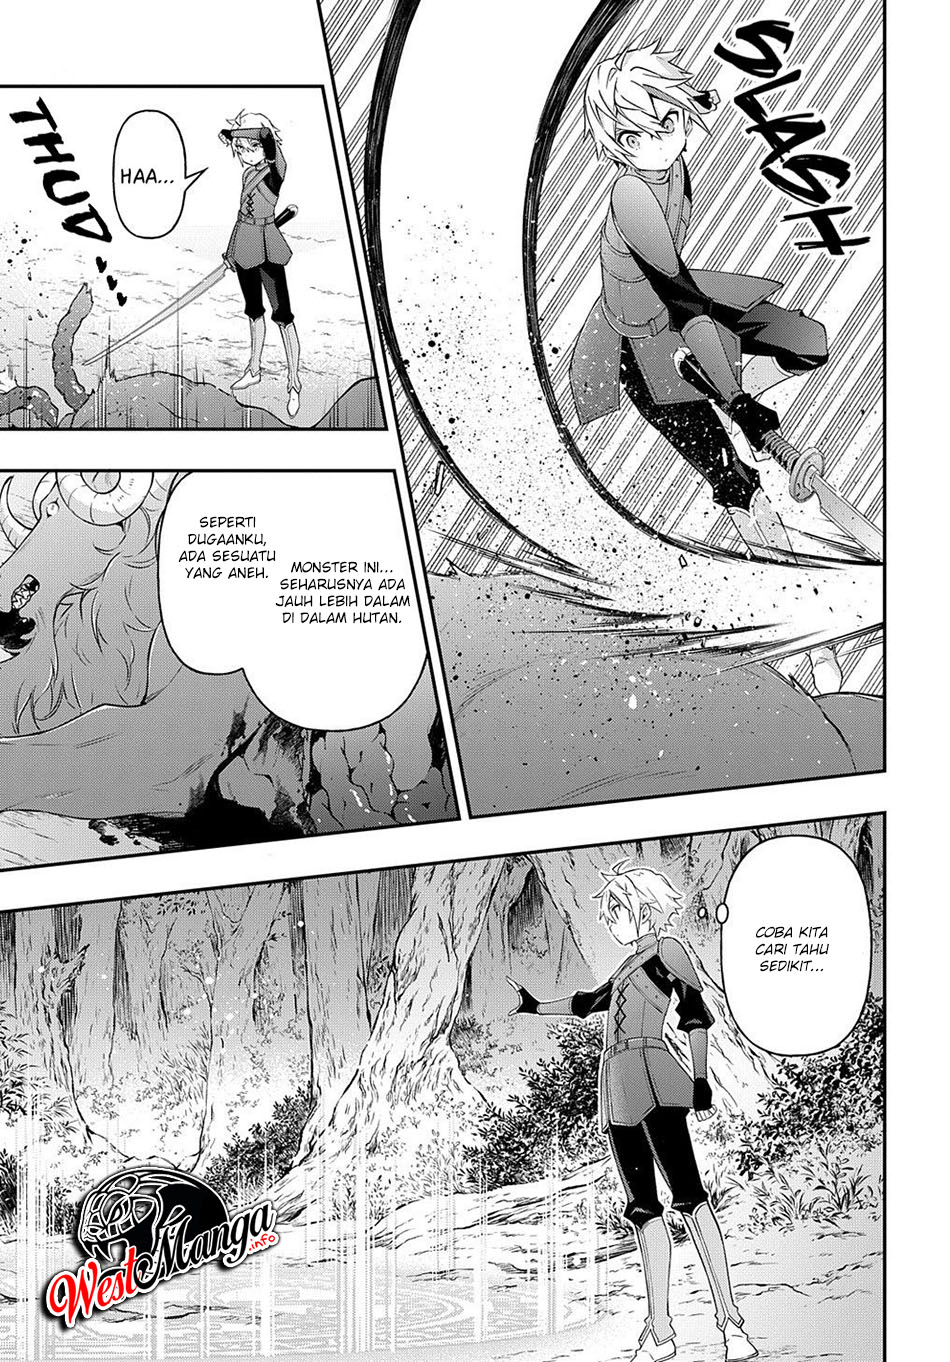 SLASH
HAA...
THUD
MONSTER INI...
SEHARUSNYA ADA
JAUH LEBIH DALAM
DI DALAM HUTAN.
SEPERTI
DUGAANKU,
ADA SESUATU
YANG ANEH.
COBA KITA
CARI TAHU
SEDIKIT...
WestManga
.info